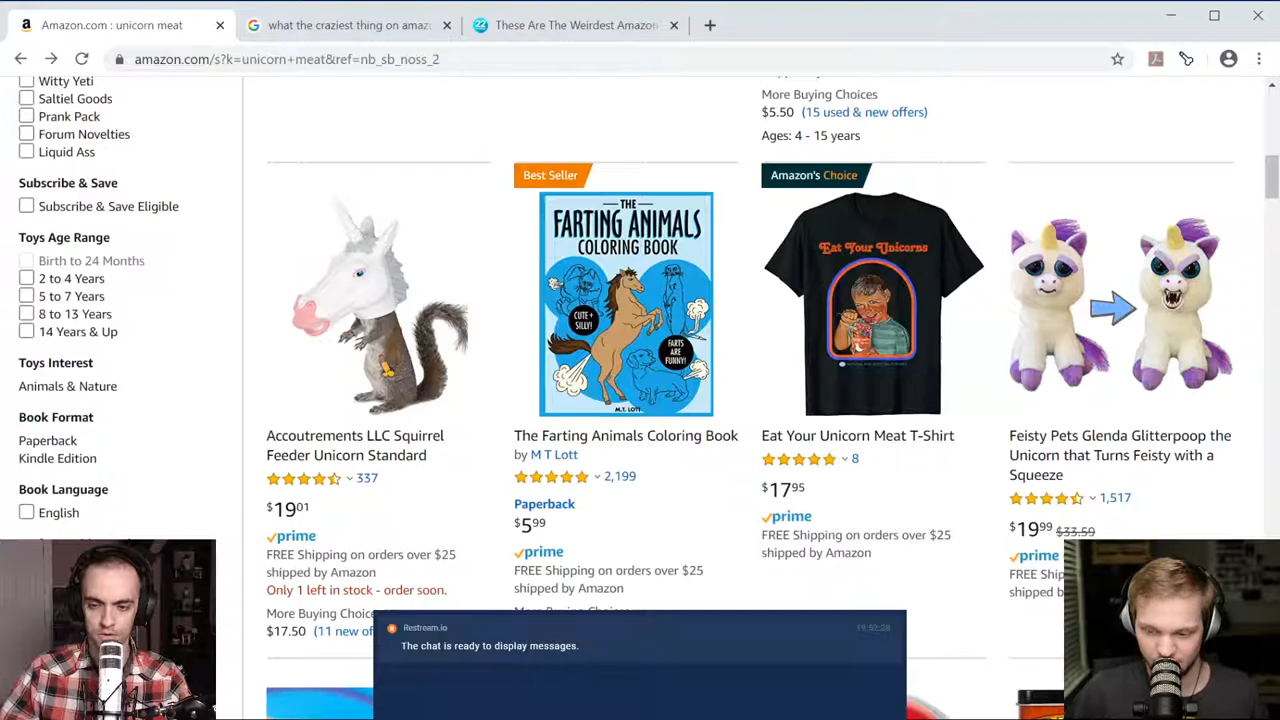 Amazon.com : unicorn meat
what the craziest thing on amaz
These Are The Weirdest Amazon
amazon.com/s?k=unicorn+meat&ref=nb_sb_noss_2
Witty Yeti
Saltiel Goods
Prank Pack
Forum Novelties
Liquid Ass
Subscribe & Save
Subscribe & Save Eligible
Toys Age Range
Birth to 24 Months
2 to 4 Years
5 to 7 Years
8 to 13 Years
14 Years & Up
Toys Interest
Animals & Nature
Book Format
Paperback
Kindle Edition
Book Language
English
More Buying Choices
$5.50 (15 used & new offers)
Ages: 4 - 15 years
Accoutrements LLC Squirrel
Feeder Unicorn Standard
337
$19 01
prime
FREE Shipping on orders over $25
shipped by Amazon
Only 1 left in stock - order soon.
More Buying Choice
$17.50 (11 new of
Best Seller
THE
FARTING ANIMALS
COLORING BOOK
CUTE +
SILLY!
FARTS
ARE
FUNNY!
M.T. LOTT
The Farting Animals Coloring Book
by M T Lott
2,199
Paperback
$5 99
prime
FREE Shipping on orders over $25
shipped by Amazon
More Buying Choices
Amazon's Choice
Eat Your Unicorns
Eat Your Unicorn Meat T-Shirt
8
$17 95
prime
FREE Shipping on orders over $25
shipped by Amazon
Feisty Pets Glenda Glitterpoop the
Unicorn that Turns Feisty with a
Squeeze
1,517
$19 99 $33.59
prime
FREE Ship
shipped b
Restream.io
19:52:28
The chat is ready to display messages.